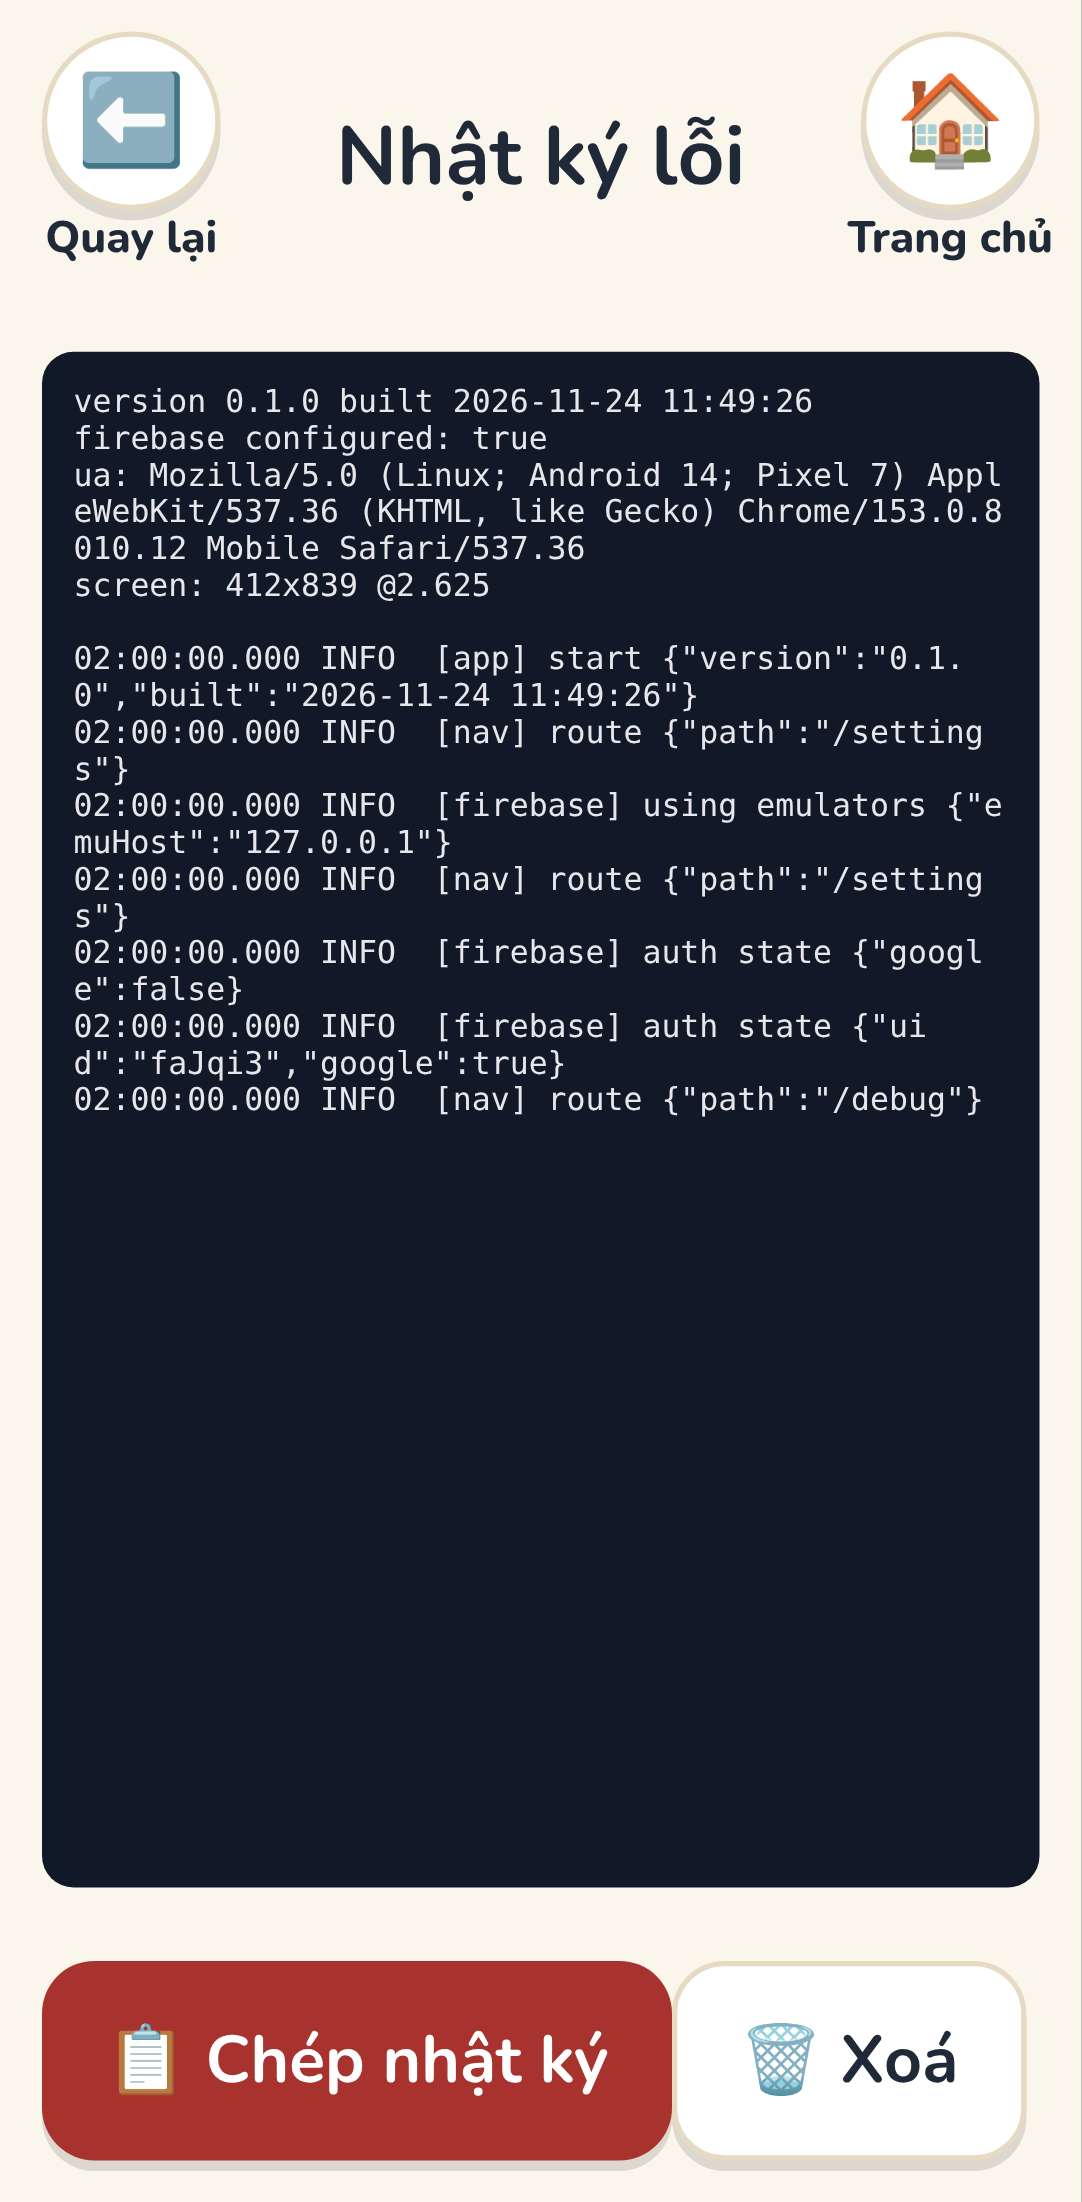 Nhật ký lỗi
Quay lại
Trang chủ
version 0.1.0 built 2026-11-24 11:49:26
firebase configured: true
ua: Mozilla/5.0 (Linux; Android 14; Pixel 7) Appl
eWebKit/537.36 (KHTML, like Gecko) Chrome/153.0.8
010.12 Mobile Safari/537.36
screen: 412x839 @2.625

02:00:00.000 INFO  [app] start {"version":"0.1.
0","built":"2026-11-24 11:49:26"}
02:00:00.000 INFO  [nav] route {"path":"/setting
s"}
02:00:00.000 INFO  [firebase] using emulators {"e
muHost":"127.0.0.1"}
02:00:00.000 INFO  [nav] route {"path":"/setting
s"}
02:00:00.000 INFO  [firebase] auth state {"googl
e":false}
02:00:00.000 INFO  [firebase] auth state {"ui
d":"faJqi3","google":true}
02:00:00.000 INFO  [nav] route {"path":"/debug"}
Chép nhật ký
Xoá